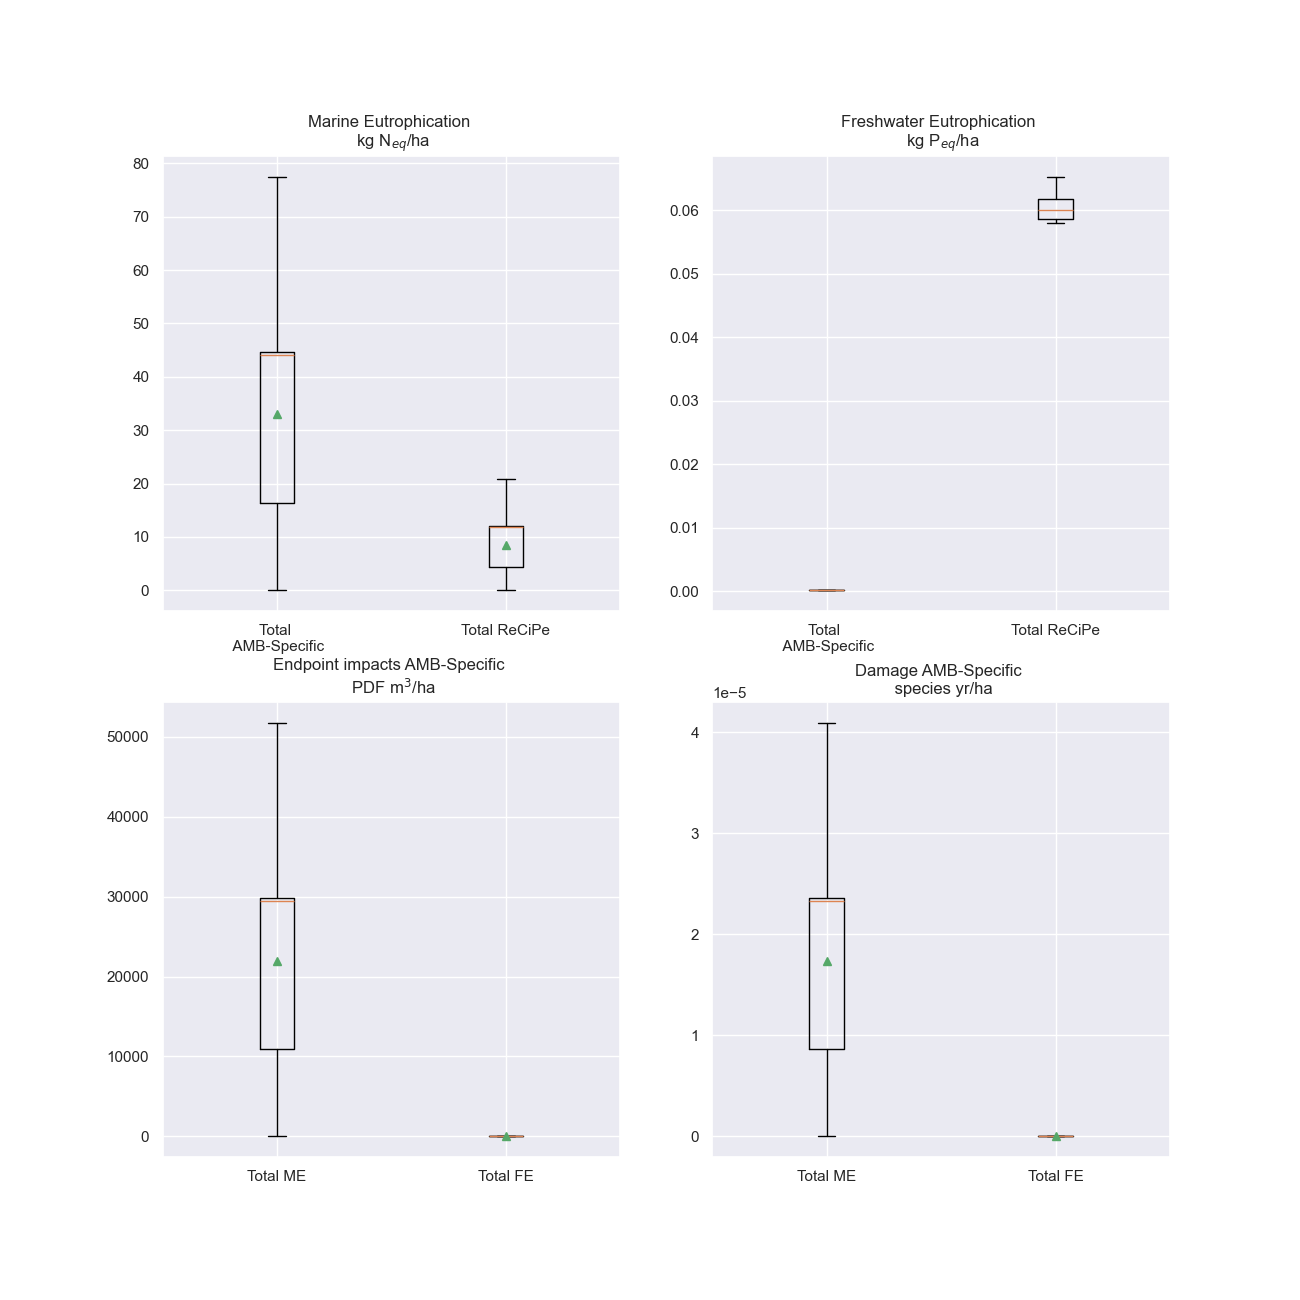 Marine Eutrophication
kg N_eq/ha
80
70
60
50
40
30
20
10
0
Total
AMB-Specific
Total ReCiPe
Freshwater Eutrophication
kg P_eq/ha
0.06
0.05
0.04
0.03
0.02
0.01
0.00
Total
AMB-Specific
Total ReCiPe
Endpoint impacts AMB-Specific
PDF m³/ha
50000
40000
30000
20000
10000
0
Total ME
Total FE
Damage AMB-Specific
species yr/ha
1e−5
4
3
2
1
0
Total ME
Total FE